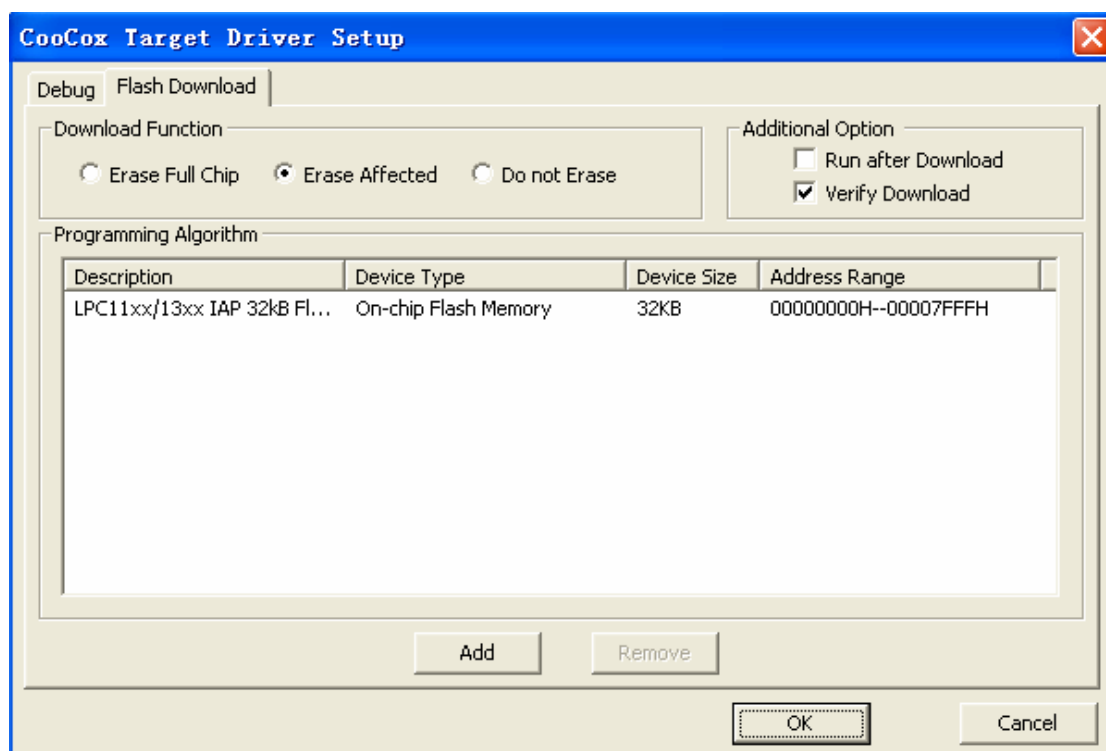 CooCox Target Driver Setup
Debug Flash Download
Download Function
Additional Option
Erase Full Chip Erase Affected Do not Erase
Run after Download
Verify Download
Programming Algorithm
Description Device Type Device Size Address Range
LPC11xx/13xx IAP 32kB Fl... On-chip Flash Memory 32KB 00000000H--00007FFFH
Add Remove
OK Cancel